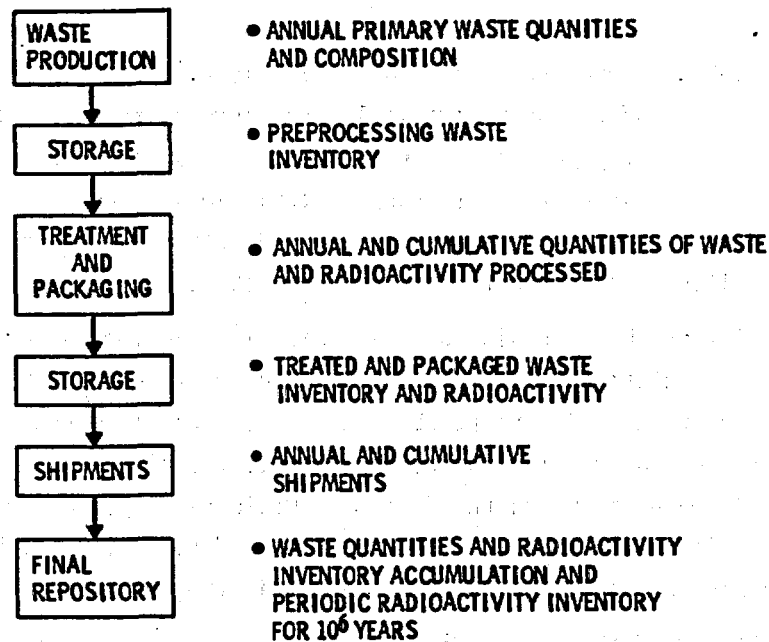 WASTE
PRODUCTION
• ANNUAL PRIMARY WASTE QUANITIES
AND COMPOSITION
STORAGE
• PREPROCESSING WASTE
INVENTORY
TREATMENT
AND
PACKAGING
• ANNUAL AND CUMULATIVE QUANTITIES OF WASTE
AND RADIOACTIVITY PROCESSED
STORAGE
• TREATED AND PACKAGED WASTE
INVENTORY AND RADIOACTIVITY
SHIPMENTS
• ANNUAL AND CUMULATIVE
SHIPMENTS
FINAL
REPOSITORY
• WASTE QUANTITIES AND RADIOACTIVITY
INVENTORY ACCUMULATION AND
PERIODIC RADIOACTIVITY INVENTORY
FOR 10⁶ YEARS